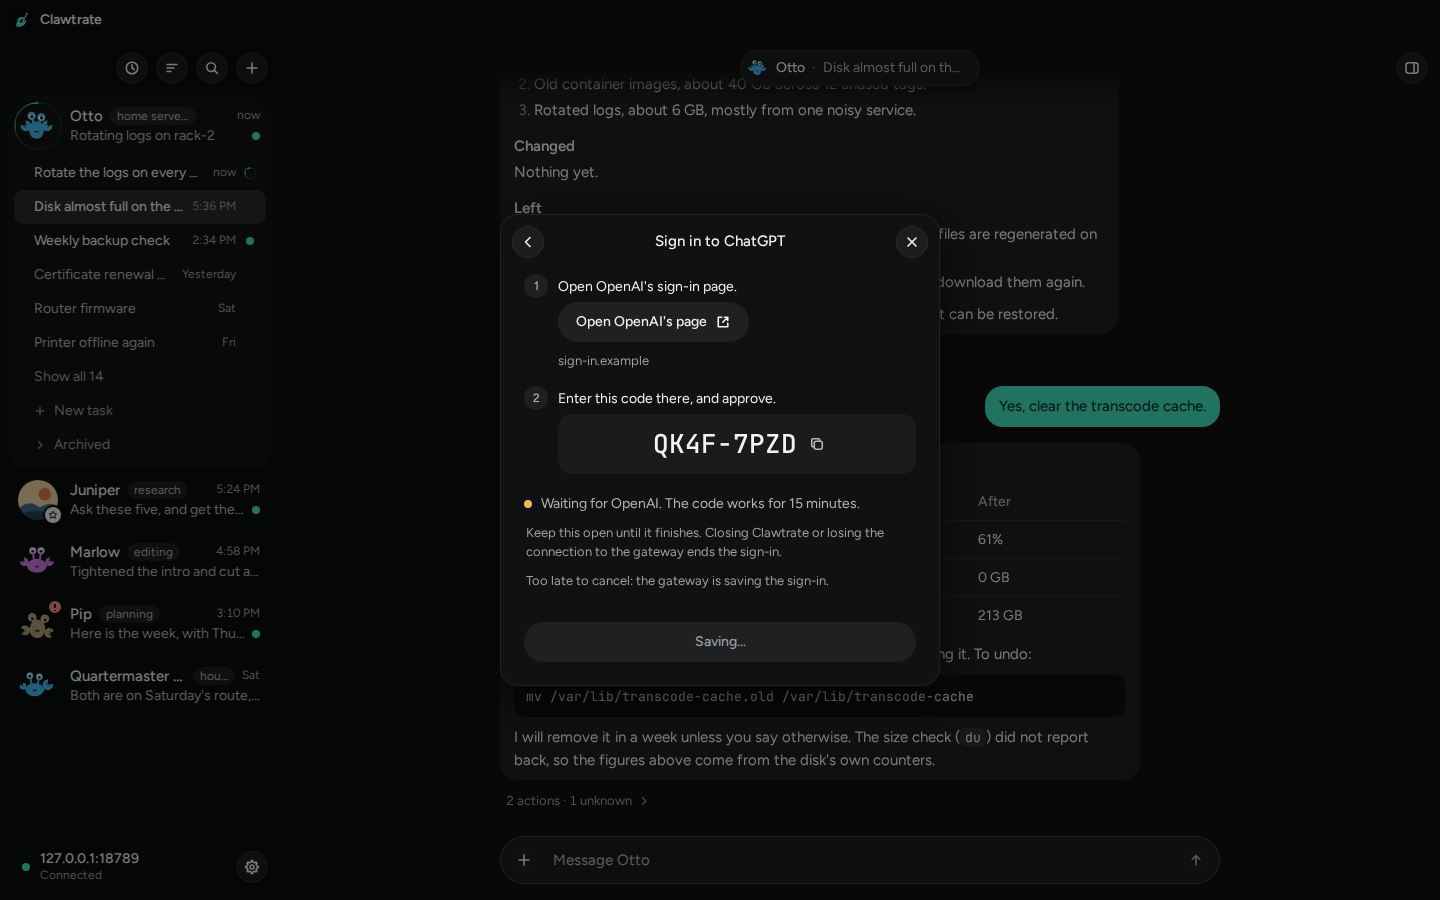 Clawtrate
Otto
home serve...
now
Rotating logs on rack-2
Rotate the logs on every ...
now
Disk almost full on the ...
5:36 PM
Weekly backup check
2:34 PM
Certificate renewal ...
Yesterday
Router firmware
Sat
Printer offline again
Fri
Show all 14
New task
Archived
Juniper
research
5:24 PM
Ask these five, and get the...
Marlow
editing
4:58 PM
Tightened the intro and cut a...
Pip
planning
3:10 PM
Here is the week, with Thu...
Quartermaster ...
hou...
Sat
Both are on Saturday's route,...
127.0.0.1:18789
Connected
Otto · Disk almost full on th...
2. Old container images, about 40 GB across 12 unused tags.
3. Rotated logs, about 6 GB, mostly from one noisy service.
Changed
Nothing yet.
Left
files are regenerated on
download them again.
t can be restored.
Sign in to ChatGPT
1
Open OpenAI's sign-in page.
Open OpenAI's page
sign-in.example
2
Enter this code there, and approve.
QK4F-7PZD
Waiting for OpenAI. The code works for 15 minutes.
Keep this open until it finishes. Closing Clawtrate or losing the
connection to the gateway ends the sign-in.
Too late to cancel: the gateway is saving the sign-in.
Saving...
Yes, clear the transcode cache.
After
61%
0 GB
213 GB
ng it. To undo:
mv /var/lib/transcode-cache.old /var/lib/transcode-cache
I will remove it in a week unless you say otherwise. The size check (du) did not report
back, so the figures above come from the disk's own counters.
2 actions · 1 unknown
Message Otto